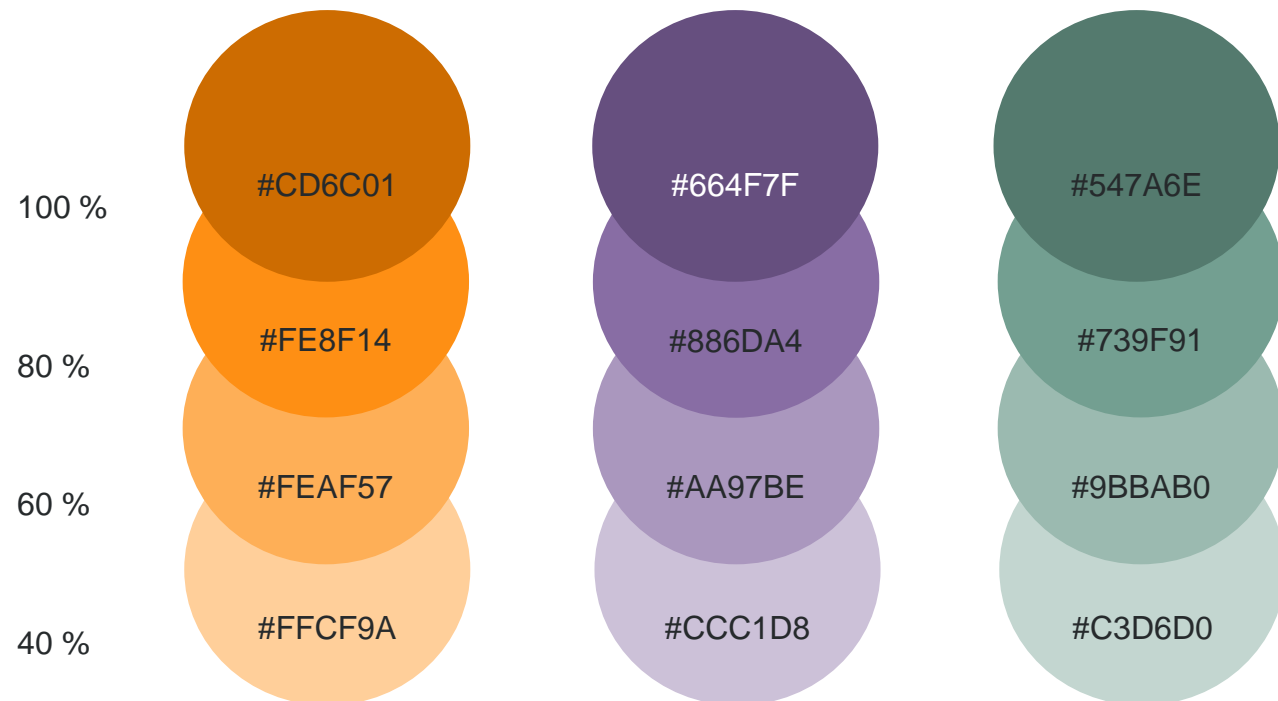 #CD6C01 #664F7F #547A6E
100 %
#FE8F14 #886DA4 #739F91
80 %
#FEAF57 #AA97BE #9BBAB0
60 %
#FFCF9A #CCC1D8 #C3D6D0
40 %